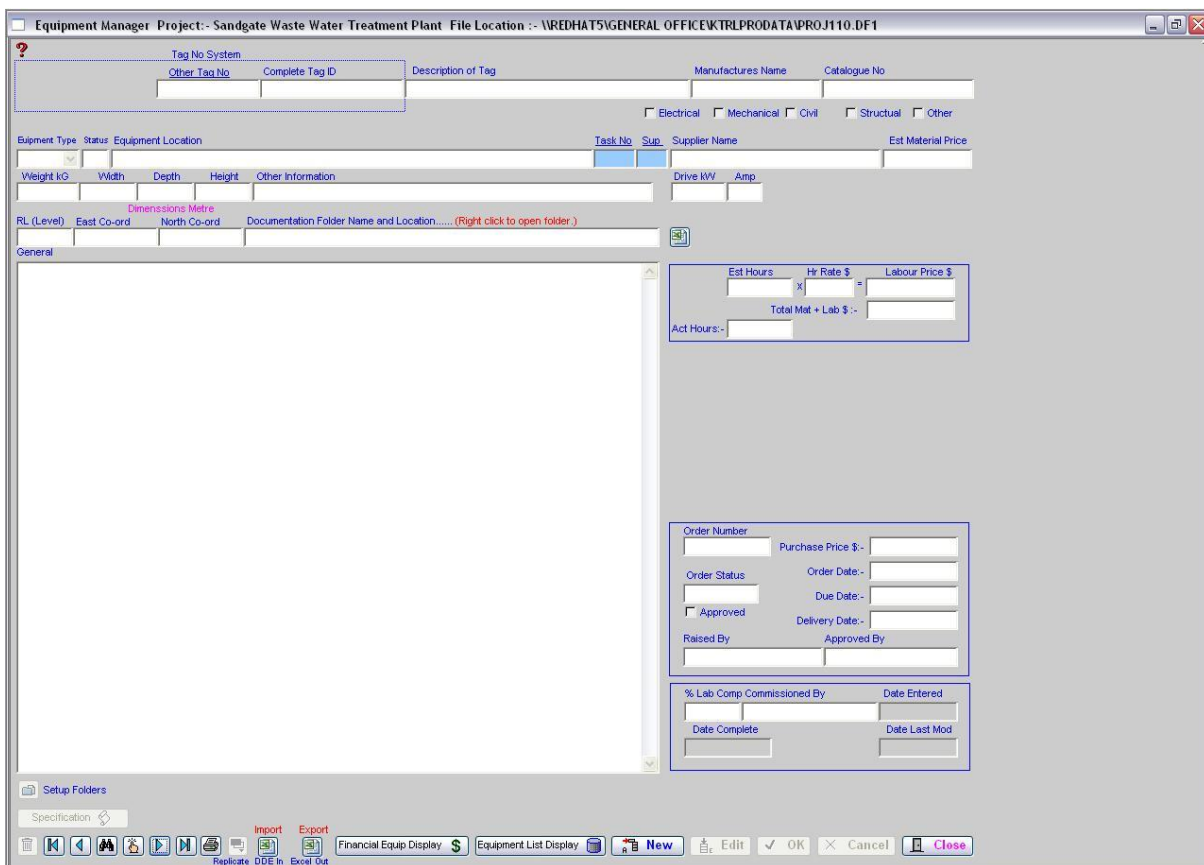 Equipment Manager Project:- Sandgate Waste Water Treatment Plant File Location :- \\REDHAT5\GENERAL OFFICE\KTRLPRODATA\PROJ110.DF1
?
Tag No System
Other Tag No Complete Tag ID Description of Tag Manufactures Name Catalogue No
Electrical Mechanical Civil Structual Other
Euipment Type Status Equipment Location Task No Sup Supplier Name Est Material Price
Weight kG Width Depth Height Other Information Drive kW Amp
Dimenssions Metre
RL (Level) East Co-ord North Co-ord Documentation Folder Name and Location...... (Right click to open folder.)
General
Est Hours Hr Rate $ Labour Price $
x =
Total Mat + Lab $ :-
Act Hours:-
Order Number
Purchase Price $:-
Order Status Order Date:-
Due Date:-
Approved
Delivery Date:-
Raised By Approved By
% Lab Comp Commissioned By Date Entered
Date Complete Date Last Mod
Setup Folders
Specification
Import Export
Financial Equip Display $ Equipment List Display New Edit OK Cancel Close
Replicate DDE In Excel Out